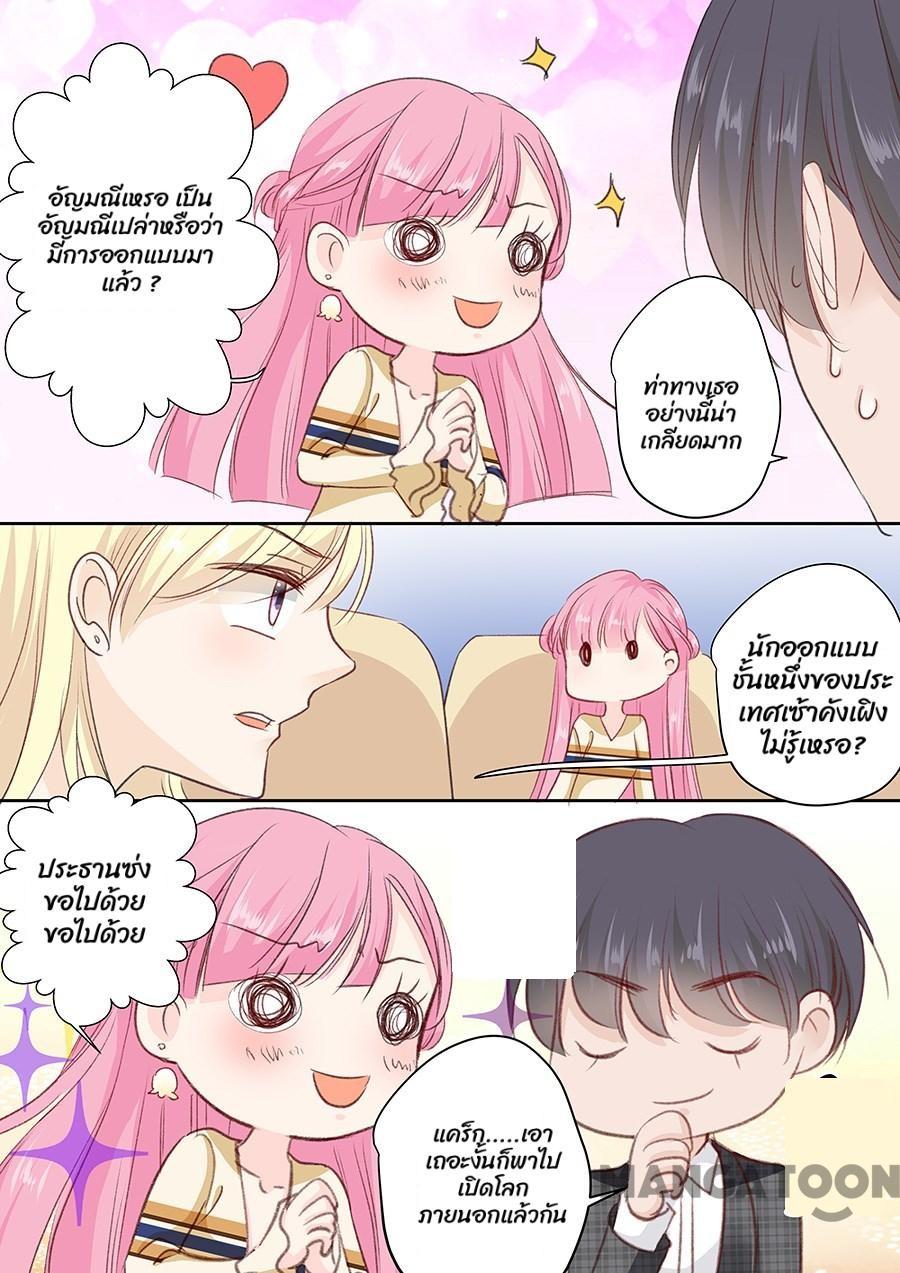 อัญมณีเหรอ เป็น
อัญมณีเปล่าหรือว่า
มีการออกแบบมา
แล้ว ?
ท่าทางเธอ
อย่างนี้น่า
เกลียดมาก
นักออกแบบ
ชั้นหนึ่งของประ
เทศเซ้าคังเฝิง
ไม่รู้เหรอ?
ประธานซ่ง
ขอไปด้วย
ขอไปด้วย
แคร็ก.....เอา
เถอะงั้นก็พาไป
เปิดโลก
ภายนอกแล้วกัน
MANGATOON